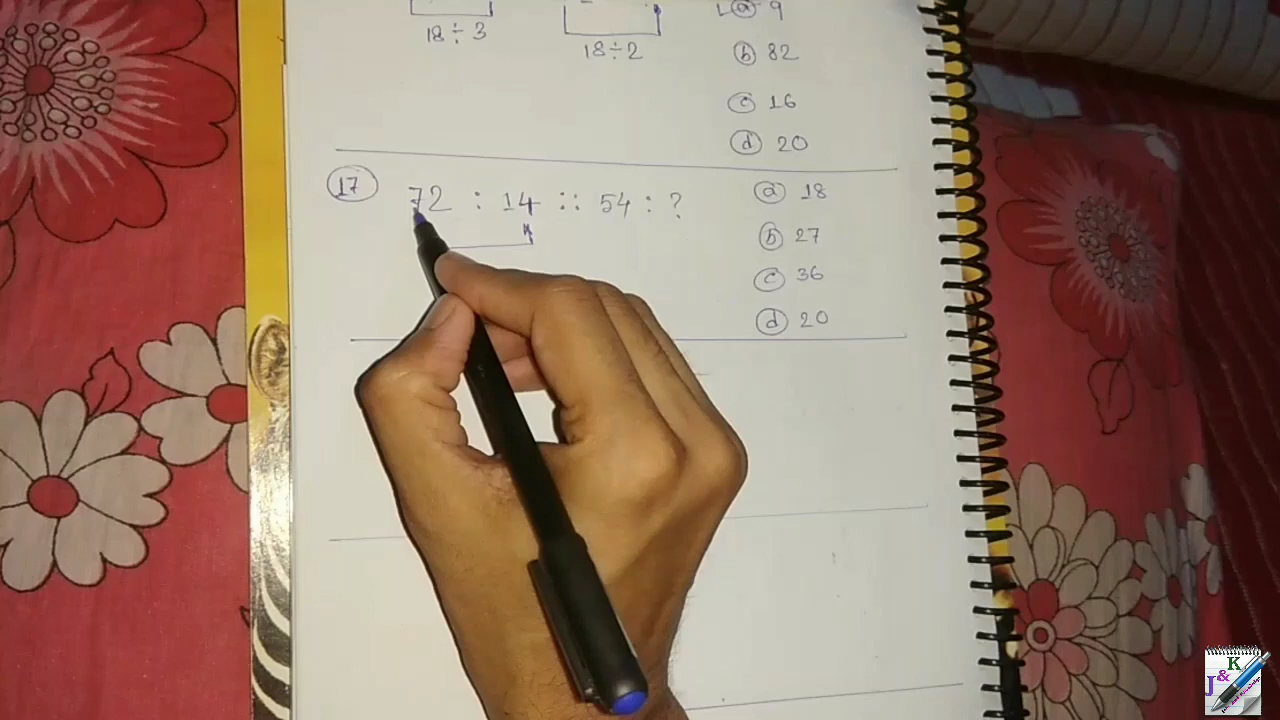 18 ÷ 3
18 ÷ 2
ⓐ 9
ⓑ 82
ⓒ 16
ⓓ 20
⑰ 72 : 14 :: 54 : ?
ⓐ 18
ⓑ 27
ⓒ 36
ⓓ 20
J & K